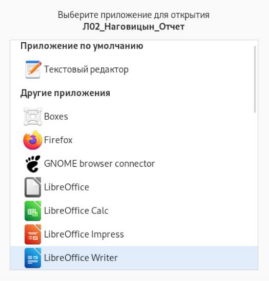 Выберите приложение для открытия
Л02_Наговицын_Отчет
Приложение по умолчанию
Текстовый редактор
Другие приложения
Boxes
Firefox
GNOME browser connector
LibreOffice
LibreOffice Calc
LibreOffice Impress
LibreOffice Writer